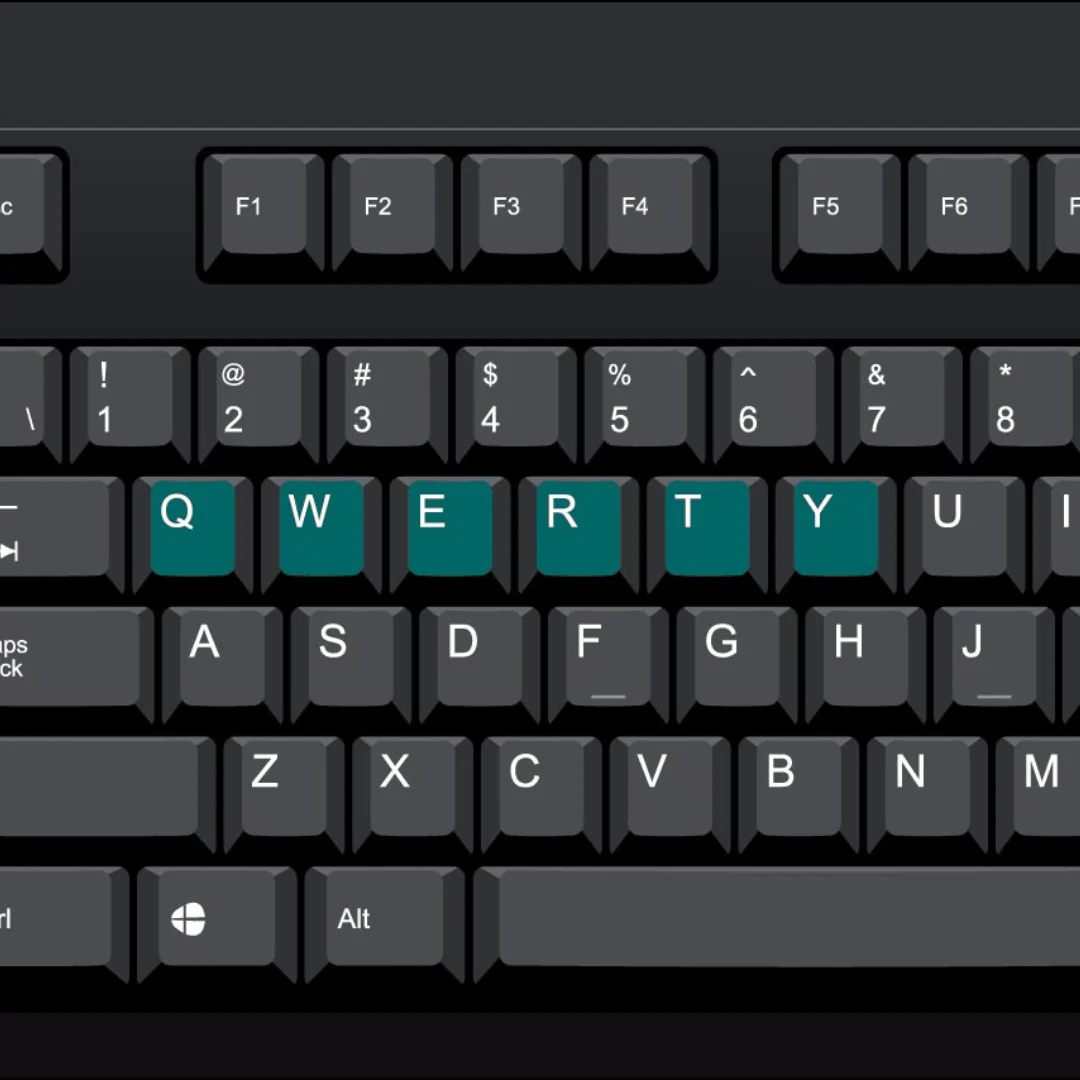 F1 F2 F3 F4 F5 F6
! @ # $ % ^ & *
\ 1 2 3 4 5 6 7 8
Q W E R T Y U I
A S D F G H J
Z X C V B N M
Alt